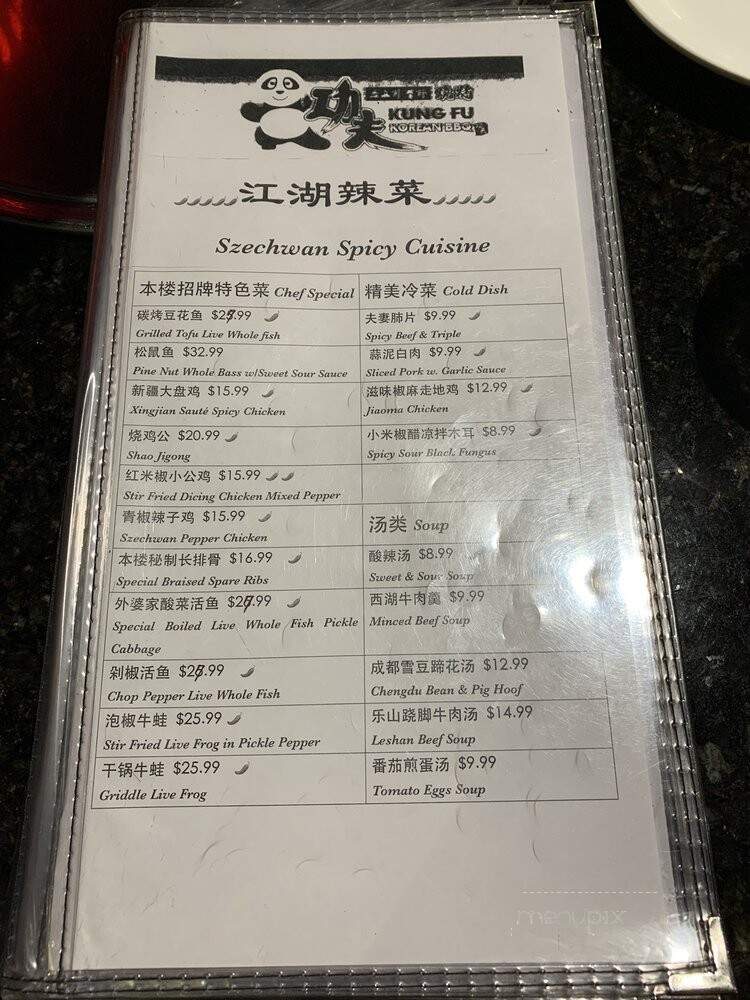 功夫
烧烤
KUNG FU
KOREAN BBQ
江湖辣菜
Szechwan Spicy Cuisine
本楼招牌特色菜 Chef Special
碳烤豆花鱼
Grilled Tofu Live Whole fish
松鼠鱼 $32.99
Pine Nut Whole Bass w/Sweet Sour Sauce
新疆大盘鸡 $15.99
Xingjian Sauté Spicy Chicken
烧鸡公 $20.99
Shao Jigong
红米椒小公鸡 $15.99
Stir Fried Dicing Chicken Mixed Pepper
青椒辣子鸡 $15.99
Szechwan Pepper Chicken
本楼秘制长排骨 $16.99
Special Braised Spare Ribs
外婆家酸菜活鱼
Special Boiled Live Whole Fish Pickle
Cabbage
剁椒活鱼
Chop Pepper Live Whole Fish
泡椒牛蛙 $25.99
Stir Fried Live Frog in Pickle Pepper
干锅牛蛙 $25.99
Griddle Live Frog
精美冷菜 Cold Dish
夫妻肺片 $9.99
Spicy Beef & Triple
蒜泥白肉 $9.99
Sliced Pork w. Garlic Sauce
滋味椒麻走地鸡 $12.99
Jiaoma Chicken
小米椒醋凉拌木耳 $8.99
Spicy Sour Black Fungus
汤类 Soup
酸辣汤 $8.99
Sweet & Sour Soup
西湖牛肉羹 $9.99
Minced Beef Soup
成都雪豆蹄花汤 $12.99
Chengdu Bean & Pig Hoof
乐山跷脚牛肉汤 $14.99
Leshan Beef Soup
番茄煎蛋汤 $9.99
Tomato Eggs Soup
menupix